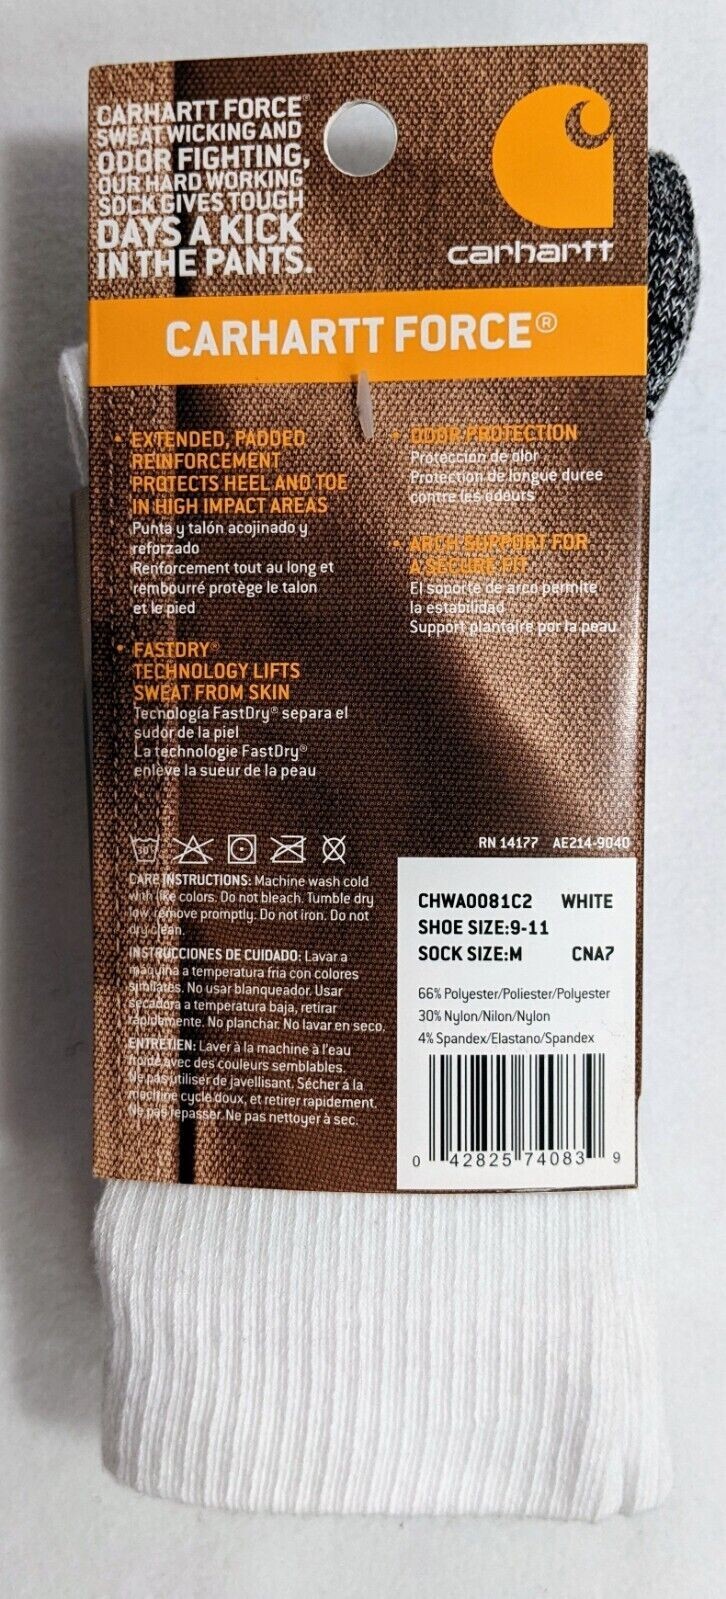 CARHARTT FORCE®
SWEAT WICKING AND
ODOR FIGHTING,
OUR HARD WORKING
SOCK GIVES TOUGH
DAYS A KICK
IN THE PANTS.
carhartt
CARHARTT FORCE®
• EXTENDED, PADDED
REINFORCEMENT
PROTECTS HEEL AND TOE
IN HIGH IMPACT AREAS
Punta y talón acojinado y
reforzado
Renforcement tout au long et
rembourré protège le talon
et le pied
• FASTDRY®
TECHNOLOGY LIFTS
SWEAT FROM SKIN
Tecnología FastDry® separa el
sudor de la piel
La technologie FastDry®
enlève la sueur de la peau
• ODOR PROTECTION
Protección de olor
Protection de longue duree
contre les odeurs
• ARCH SUPPORT FOR
A SECURE FIT
El soporte de arco permite
la estabilidad
Support plantaire por la peau
30°
CARE INSTRUCTIONS: Machine wash cold
with like colors. Do not bleach. Tumble dry
low, remove promptly. Do not iron. Do not
dry clean.
INSTRUCCIONES DE CUIDADO: Lavar a
maquina a temperatura fria con colores
similares. No usar blanqueador. Usar
secadora a temperatura baja, retirar
rápidamente. No planchar. No lavar en seco.
ENTRETIEN: Laver à la machine à l'eau
froide avec des couleurs semblables.
Ne pas utiliser de javellisant. Sécher á la
machine cycle doux, et retirer rapidement.
Ne pas repasser. Ne pas nettoyer à sec.
RN 14177 AE214-9040
CHWA0081C2 WHITE
SHOE SIZE:9-11
SOCK SIZE:M CNA7
66% Polyester/Poliester/Polyester
30% Nylon/Nilon/Nylon
4% Spandex/Elastano/Spandex
0 42825 74083 9